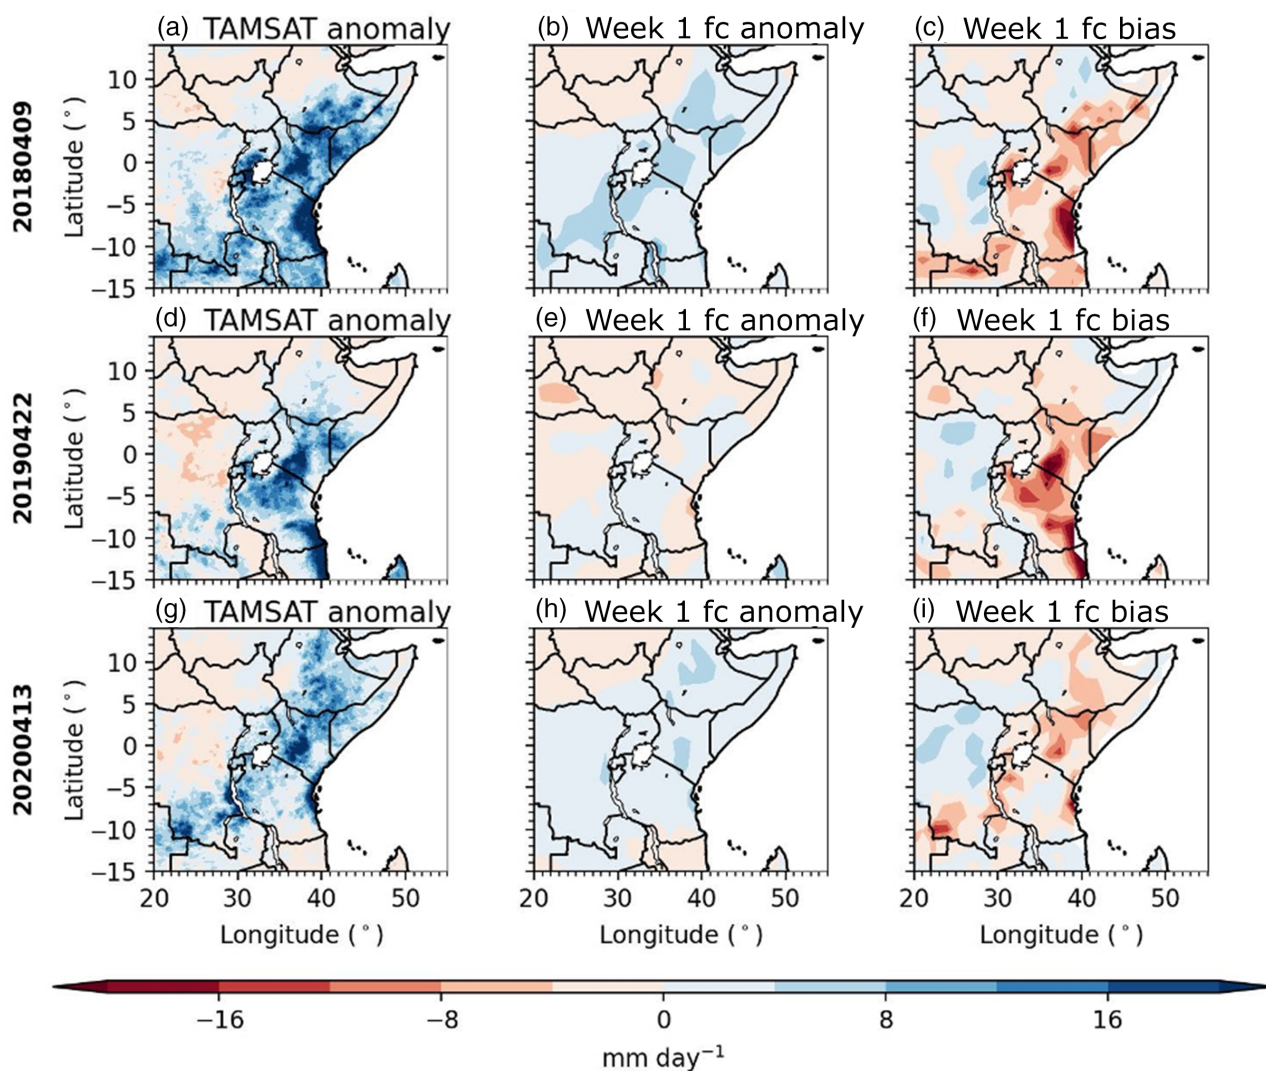 (a) TAMSAT anomaly (b) Week 1 fc anomaly (c) Week 1 fc bias
20180409
Latitude (°)
10
5
0
−5
−10
−15
(d) TAMSAT anomaly (e) Week 1 fc anomaly (f) Week 1 fc bias
20190422
Latitude (°)
10
5
0
−5
−10
−15
(g) TAMSAT anomaly (h) Week 1 fc anomaly (i) Week 1 fc bias
20200413
Latitude (°)
10
5
0
−5
−10
−15
20 30 40 50 20 30 40 50 20 30 40 50
Longitude (°) Longitude (°) Longitude (°)
−16 −8 0 8 16
mm day⁻¹